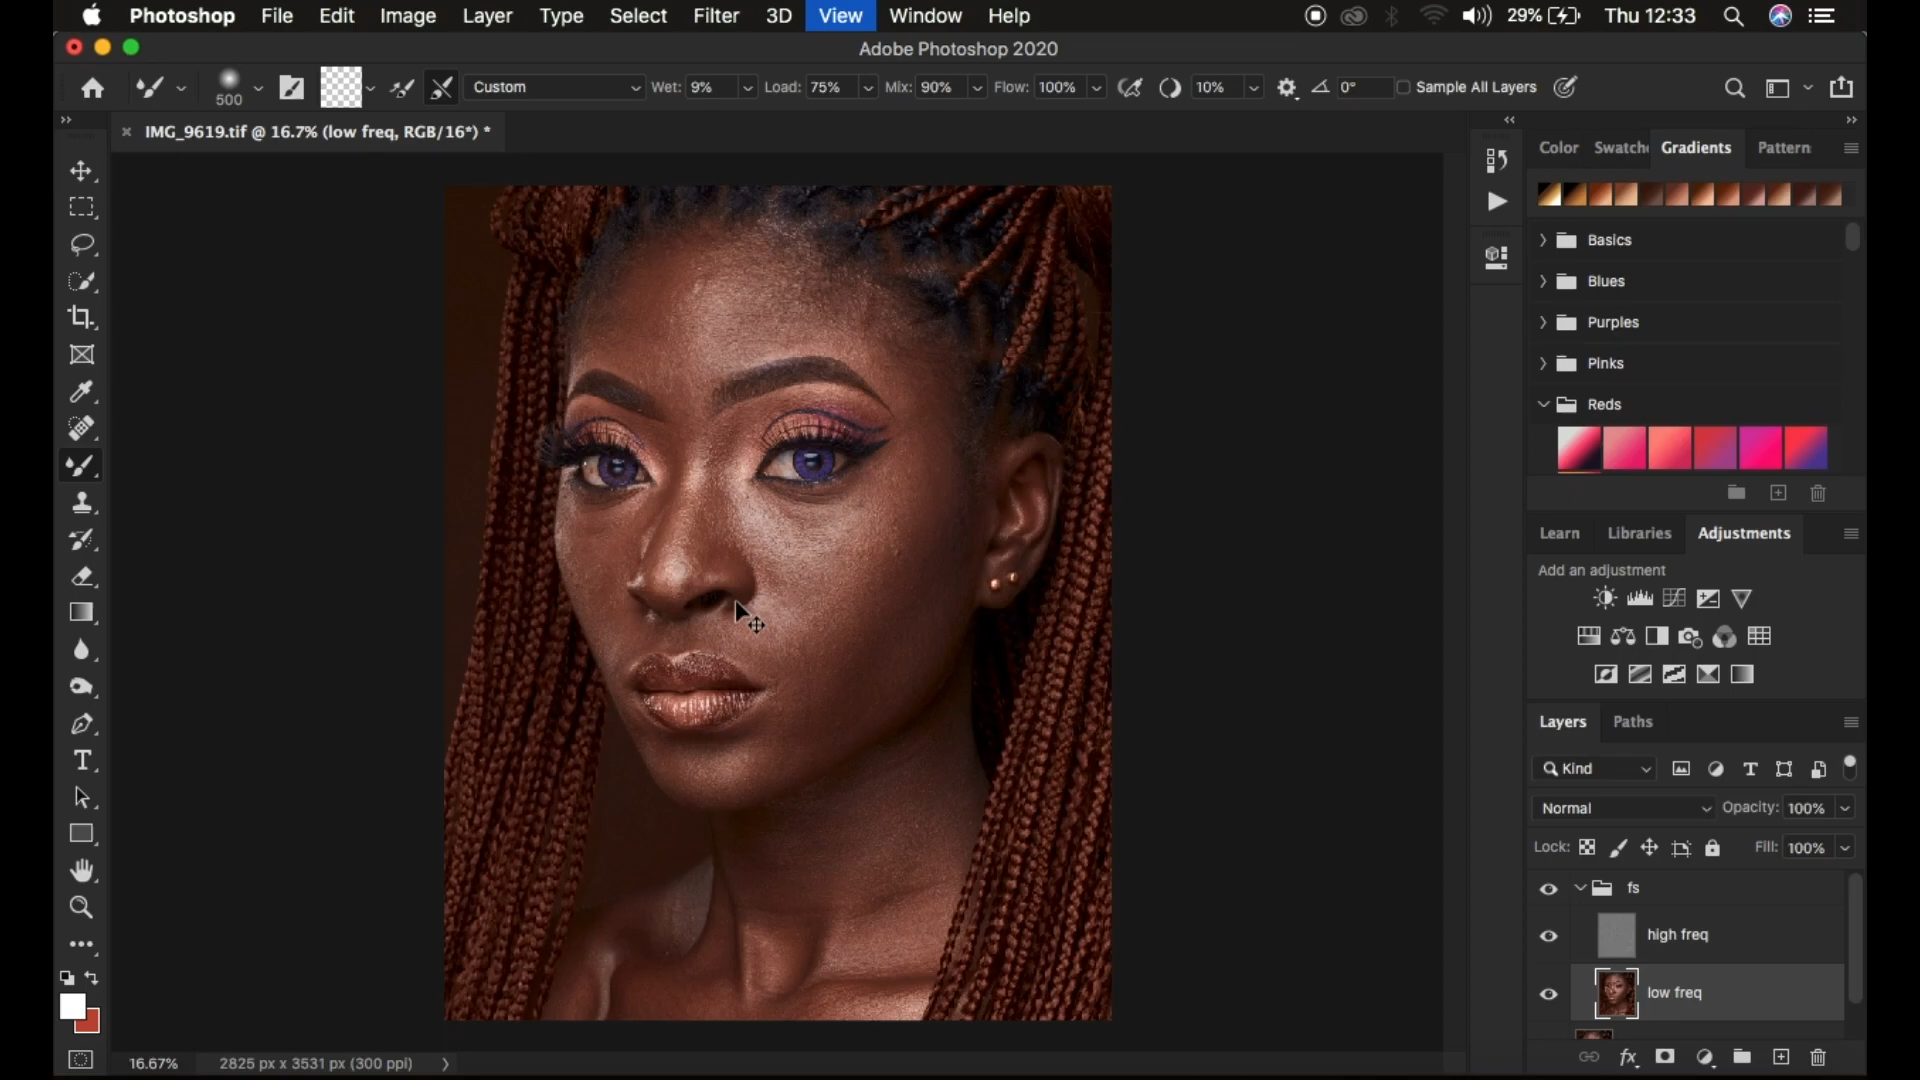 Photoshop File Edit Image Layer Type Select Filter 3D View Window Help 29% Thu 12:33
Adobe Photoshop 2020
500 Custom Wet: 9% Load: 75% Mix: 90% Flow: 100% 10% 0° Sample All Layers
IMG_9619.tif @ 16.7% (low freq, RGB/16*) *
Color Swatche Gradients Pattern
Basics
Blues
Purples
Pinks
Reds
Learn Libraries Adjustments
Add an adjustment
Layers Paths
Kind
Normal Opacity: 100%
Lock: Fill: 100%
fs
high freq
low freq
16.67% 2825 px x 3531 px (300 ppi)